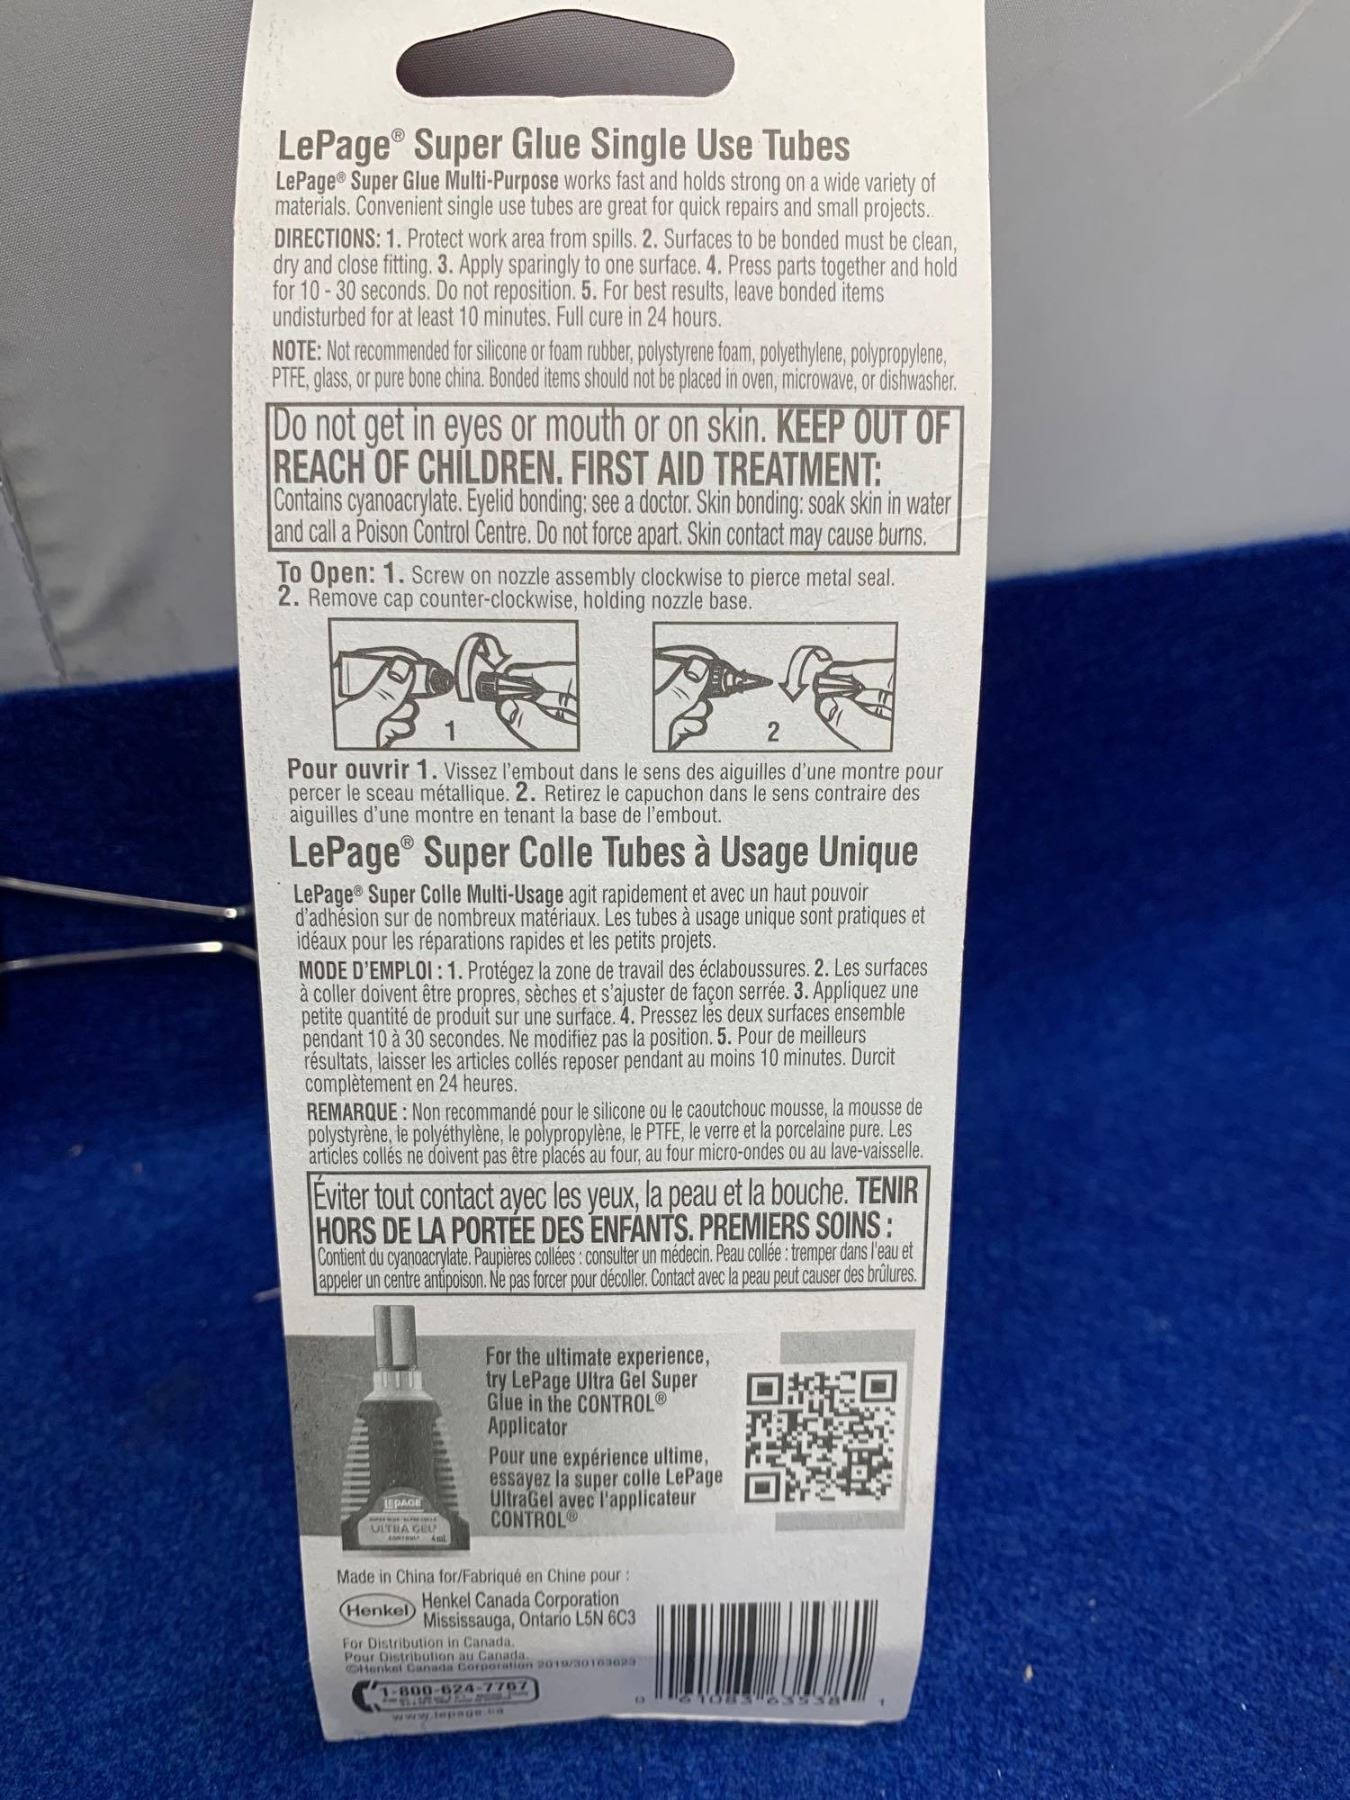 LePage® Super Glue Single Use Tubes
LePage® Super Glue Multi-Purpose works fast and holds strong on a wide variety of
materials. Convenient single use tubes are great for quick repairs and small projects.
DIRECTIONS: 1. Protect work area from spills. 2. Surfaces to be bonded must be clean,
dry and close fitting. 3. Apply sparingly to one surface. 4. Press parts together and hold
for 10 - 30 seconds. Do not reposition. 5. For best results, leave bonded items
undisturbed for at least 10 minutes. Full cure in 24 hours.
NOTE: Not recommended for silicone or foam rubber, polystyrene foam, polyethylene, polypropylene,
PTFE, glass, or pure bone china. Bonded items should not be placed in oven, microwave, or dishwasher.
Do not get in eyes or mouth or on skin. KEEP OUT OF
REACH OF CHILDREN. FIRST AID TREATMENT:
Contains cyanoacrylate. Eyelid bonding: see a doctor. Skin bonding: soak skin in water
and call a Poison Control Centre. Do not force apart. Skin contact may cause burns.
To Open: 1. Screw on nozzle assembly clockwise to pierce metal seal.
2. Remove cap counter-clockwise, holding nozzle base.
1
2
Pour ouvrir 1. Vissez l'embout dans le sens des aiguilles d'une montre pour
percer le sceau métallique. 2. Retirez le capuchon dans le sens contraire des
aiguilles d'une montre en tenant la base de l'embout.
LePage® Super Colle Tubes à Usage Unique
LePage® Super Colle Multi-Usage agit rapidement et avec un haut pouvoir
d'adhésion sur de nombreux matériaux. Les tubes à usage unique sont pratiques et
idéaux pour les réparations rapides et les petits projets.
MODE D'EMPLOI : 1. Protégez la zone de travail des éclaboussures. 2. Les surfaces
à coller doivent être propres, sèches et s'ajuster de façon serrée. 3. Appliquez une
petite quantité de produit sur une surface. 4. Pressez les deux surfaces ensemble
pendant 10 à 30 secondes. Ne modifiez pas la position. 5. Pour de meilleurs
résultats, laisser les articles collés reposer pendant au moins 10 minutes. Durcit
complètement en 24 heures.
REMARQUE : Non recommandé pour le silicone ou le caoutchouc mousse, la mousse de
polystyrène, le polyéthylène, le polypropylène, le PTFE, le verre et la porcelaine pure. Les
articles collés ne doivent pas être placés au four, au four micro-ondes ou au lave-vaisselle.
Éviter tout contact avec les yeux, la peau et la bouche. TENIR
HORS DE LA PORTÉE DES ENFANTS. PREMIERS SOINS :
Contient du cyanoacrylate. Paupières collées : consulter un médecin. Peau collée : tremper dans l'eau et
appeler un centre antipoison. Ne pas forcer pour décoller. Contact avec la peau peut causer des brûlures.
For the ultimate experience,
try LePage Ultra Gel Super
Glue in the CONTROL®
Applicator
Pour une expérience ultime,
essayez la super colle LePage
UltraGel avec l'applicateur
CONTROL®
LEPAGE
ULTRA GEL
4mL
Made in China for/Fabriqué en Chine pour :
Henkel
Henkel Canada Corporation
Mississauga, Ontario L5N 6C3
For Distribution in Canada.
Pour Distribution au Canada.
©Henkel Canada Corporation 2019/30163623
1-800-624-7767
www.lepage.ca
0 61083 63538 1